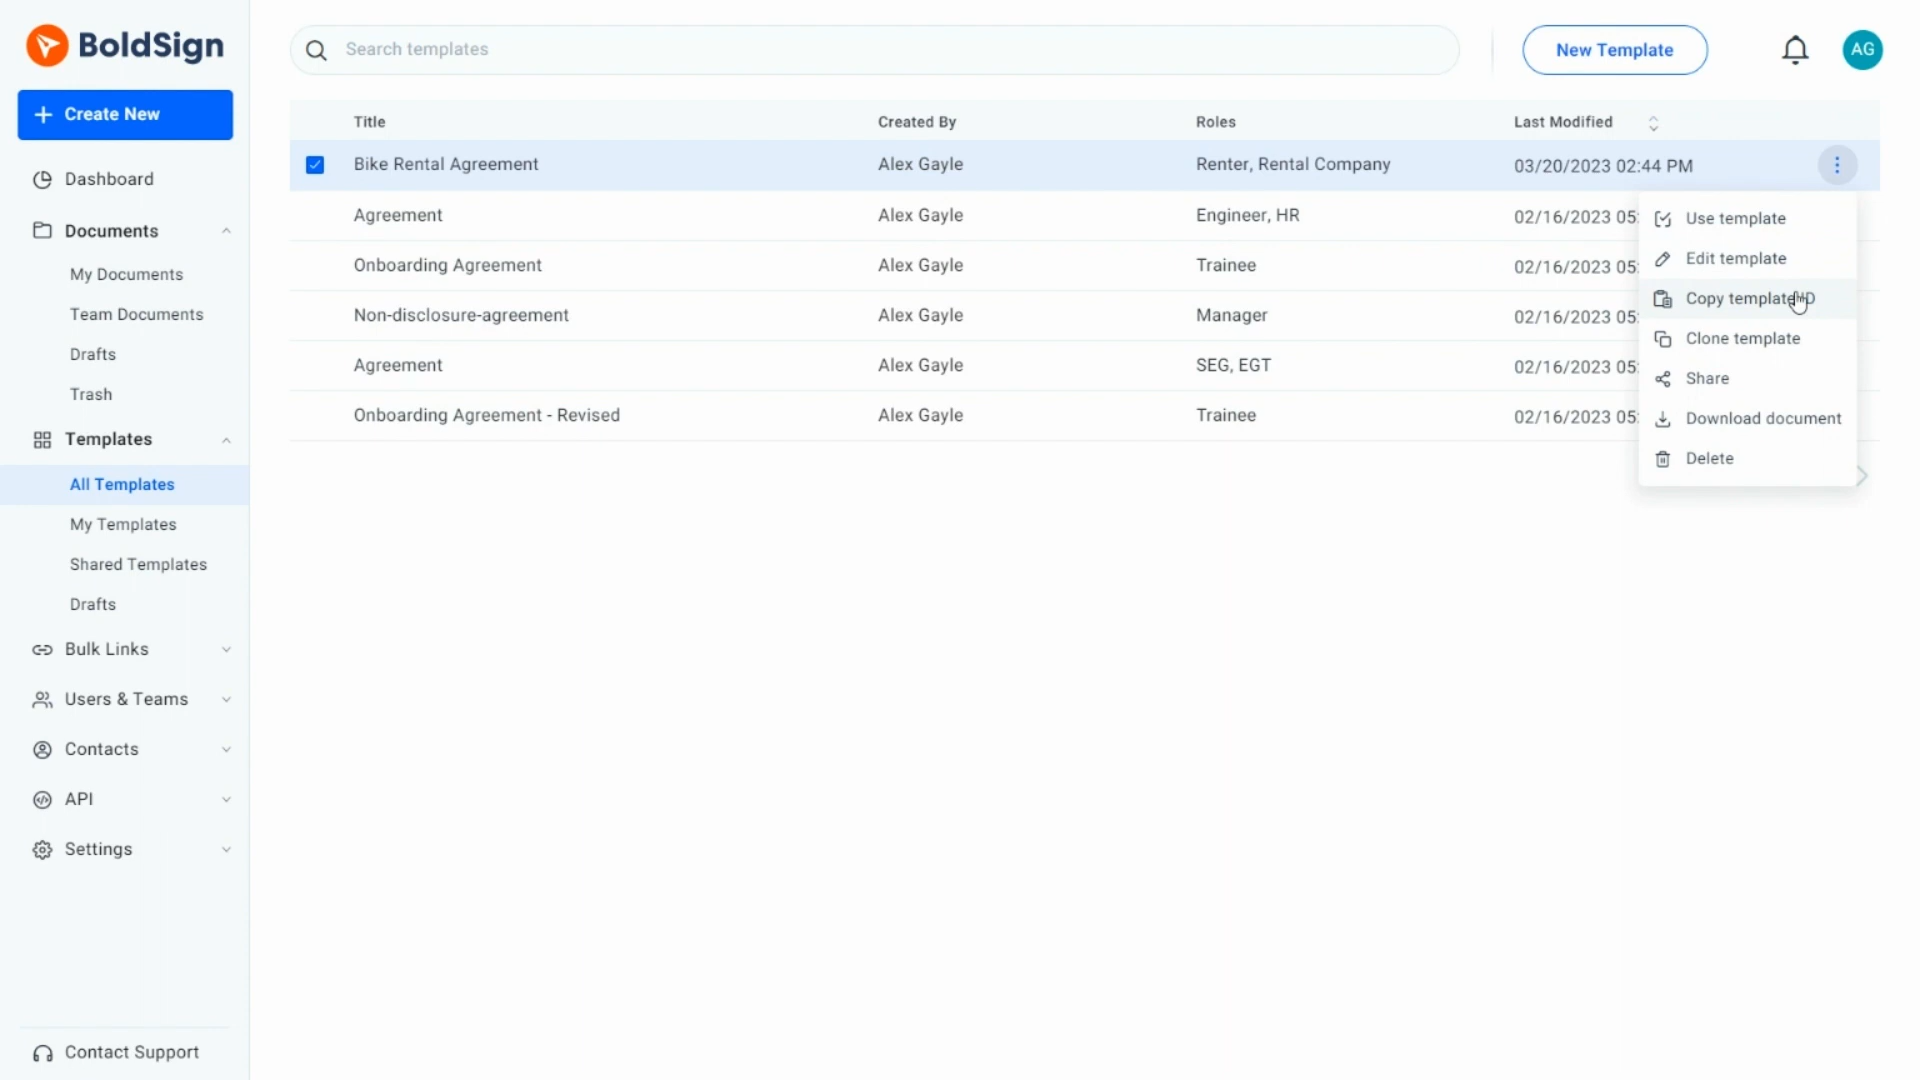 BoldSign
Search templates
New Template
AG
Create New
Dashboard
Documents
My Documents
Team Documents
Drafts
Trash
Templates
All Templates
My Templates
Shared Templates
Drafts
Bulk Links
Users & Teams
Contacts
API
Settings
Contact Support
Title Created By Roles Last Modified
Bike Rental Agreement Alex Gayle Renter, Rental Company 03/20/2023 02:44 PM
Agreement Alex Gayle Engineer, HR 02/16/2023 05:
Onboarding Agreement Alex Gayle Trainee 02/16/2023 05:
Non-disclosure-agreement Alex Gayle Manager 02/16/2023 05:
Agreement Alex Gayle SEG, EGT 02/16/2023 05:
Onboarding Agreement - Revised Alex Gayle Trainee 02/16/2023 05:
Use template
Edit template
Copy template ID
Clone template
Share
Download document
Delete